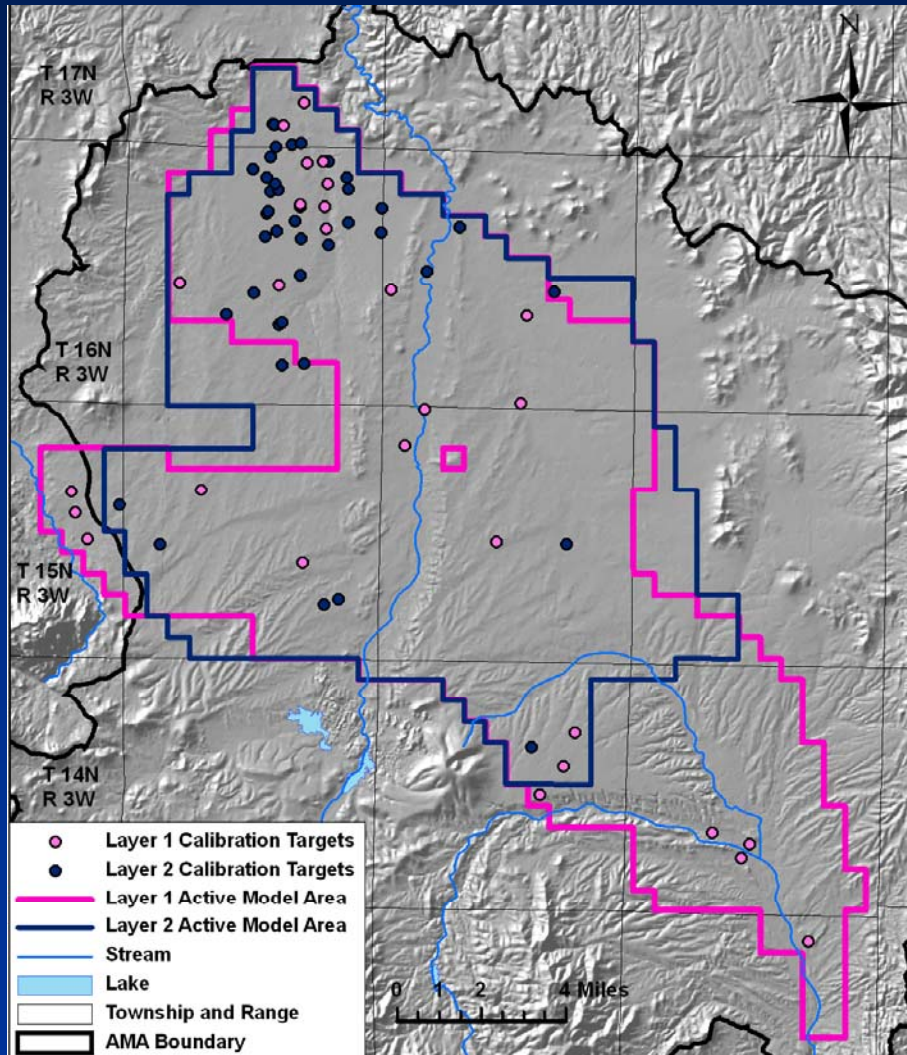 N
T 17N
R 3W
T 16N
R 3W
T 15N
R 3W
T 14N
R 3W
Layer 1 Calibration Targets
Layer 2 Calibration Targets
Layer 1 Active Model Area
Layer 2 Active Model Area
Stream
Lake
Township and Range
AMA Boundary
0 1 2 4 Miles